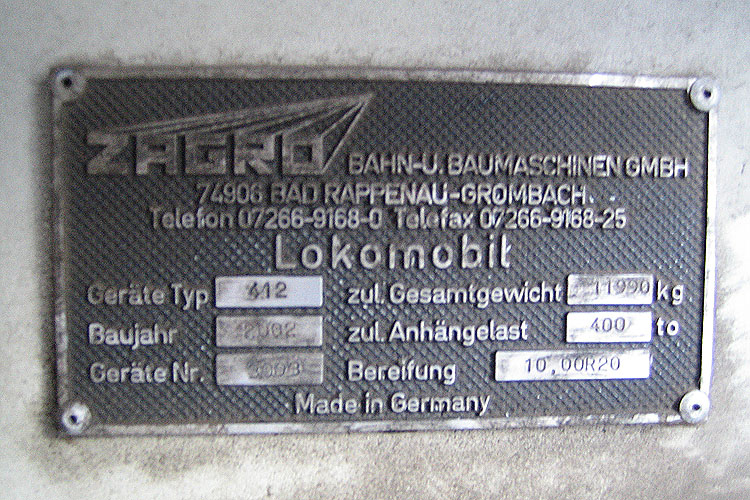 ZAGRO BAHN-U. BAUMASCHINEN GMBH
74906 BAD RAPPENAU-GROMBACH
Telefon 07266-9168-0 Telefax 07266-9168-25
Lokomobil
Geräte Typ 412 zul. Gesamtgewicht 11990 kg
Baujahr 2002 zul. Anhängelast 400 to
Geräte Nr. Bereifung 10,00R20
Made in Germany